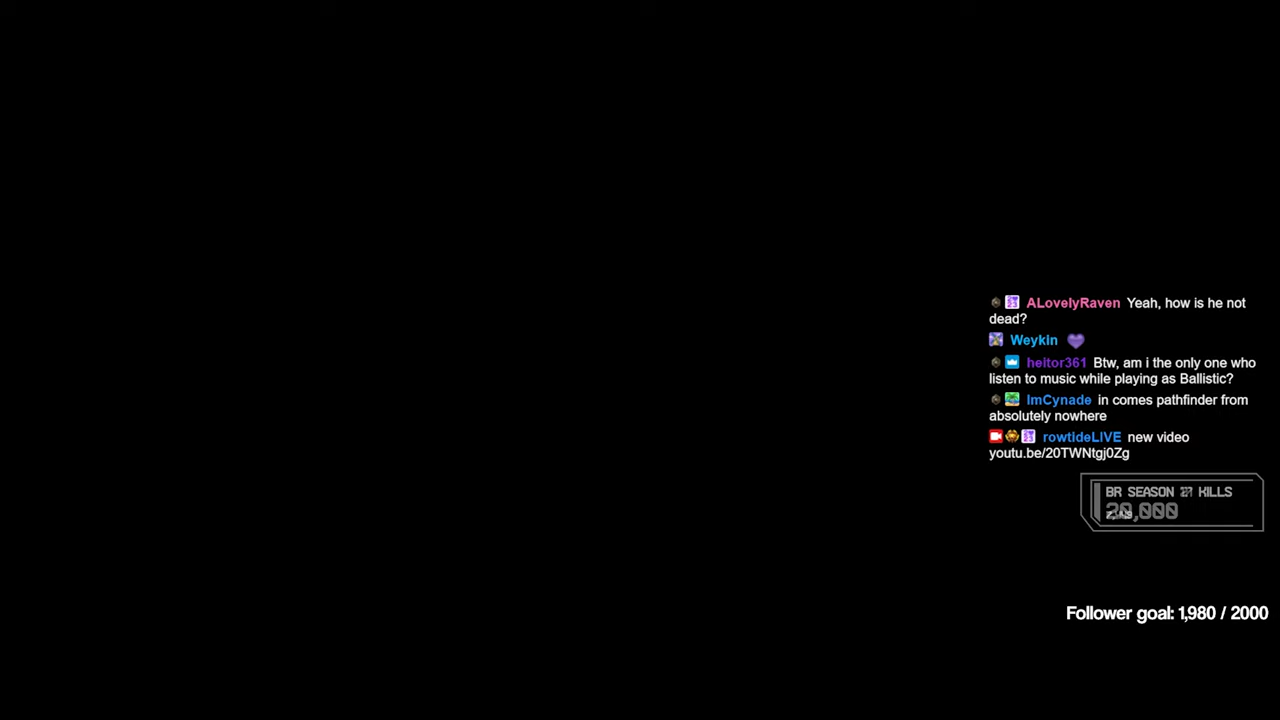 ALovelyRaven Yeah, how is he not
dead?
Weykin
heitor361 Btw, am i the only one who
listen to music while playing as Ballistic?
ImCynade in comes pathfinder from
absolutely nowhere
rowtideLIVE new video
youtu.be/20TWNtgj0Zg
BR SEASON KILLS
Follower goal: 1,980 / 2000